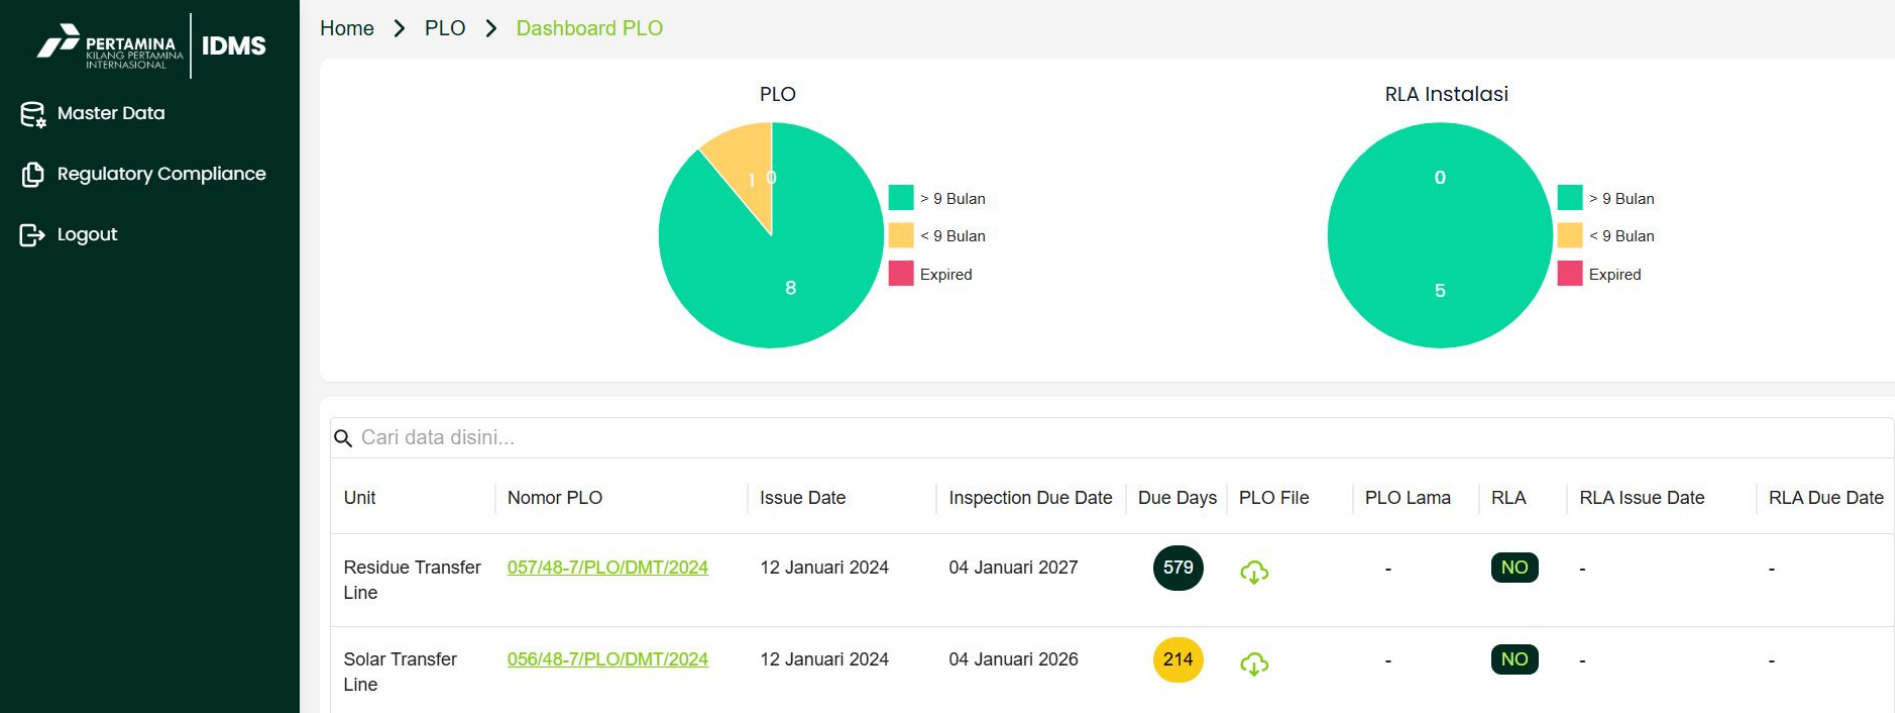 PERTAMINA
KILANG PERTAMINA
INTERNASIONAL
IDMS
Master Data
Regulatory Compliance
Logout
Home > PLO > Dashboard PLO
PLO
1 0
8
> 9 Bulan
< 9 Bulan
Expired
RLA Instalasi
0
5
> 9 Bulan
< 9 Bulan
Expired
Cari data disini...
Unit Nomor PLO Issue Date Inspection Due Date Due Days PLO File PLO Lama RLA RLA Issue Date RLA Due Date
Residue Transfer 057/48-7/PLO/DMT/2024 12 Januari 2024 04 Januari 2027 579 - NO - -
Line
Solar Transfer 056/48-7/PLO/DMT/2024 12 Januari 2024 04 Januari 2026 214 - NO - -
Line